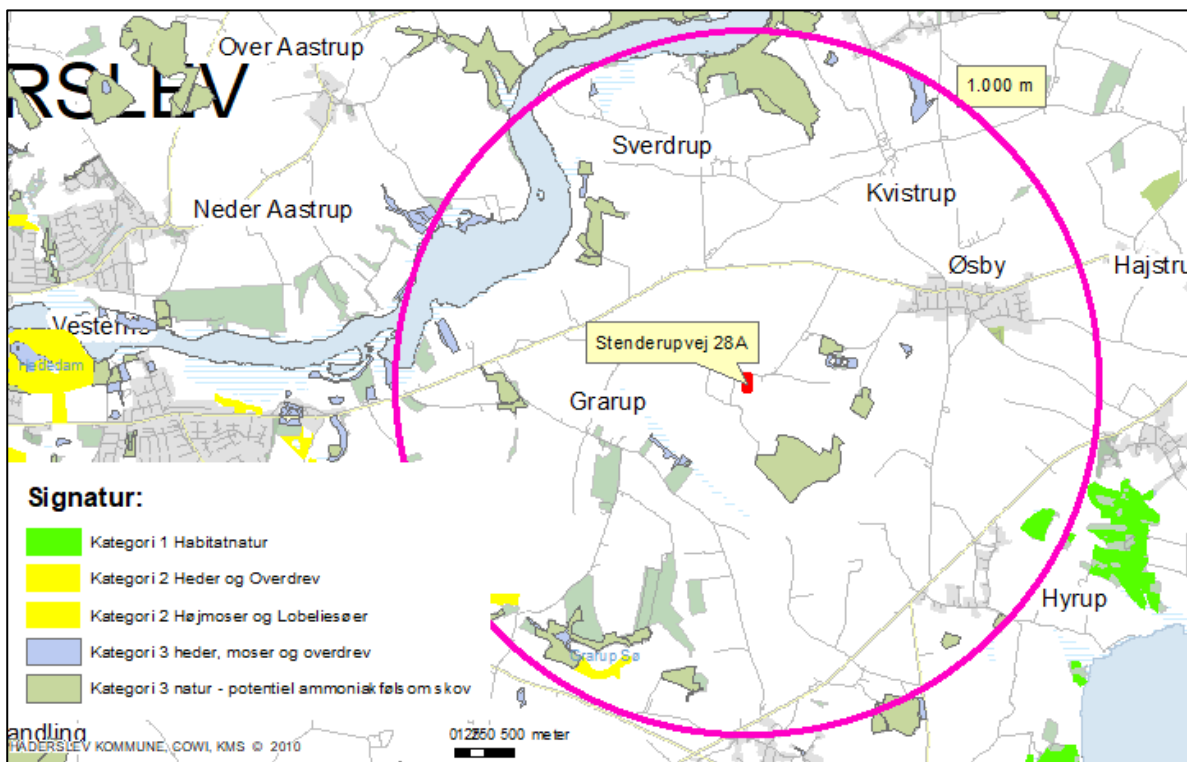 Over Aastrup
RSLEV
1.000 m
Sverdrup
Kvistrup
Neder Aastrup
Øsby
Hajstru
Vesterris
Stenderupvej 28A
Hededam
Grarup
Signatur:
Kategori 1 Habitatnatur
Kategori 2 Heder og Overdrev
Kategori 2 Højmoser og Lobeliesøer
Kategori 3 heder, moser og overdrev
Kategori 3 natur - potentiel ammoniakfølsom skov
Hyrup
Grarup Sø
andling
HADERSLEV KOMMUNE, COWI, KMS © 2010
500 meter